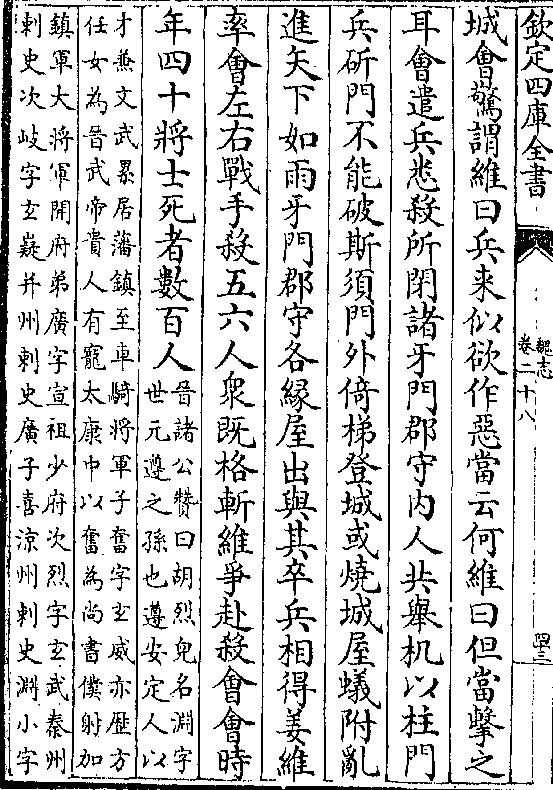 欽定四庫全書
魏志
卷二十八
城會驚謂維曰兵来似欲作惡當云何維曰但當擊之
耳會遣兵悉殺所閉諸牙門郡守内人共舉机以柱門
兵斫門不能破斯須門外倚梯登城或燒城屋蟻附亂
進矢下如雨牙門郡守各縁屋出與其卒兵相得姜維
率會左右戰手殺五六人衆既格斬維爭赴殺會會時
年四十將士死者數百人
晉諸公贊曰胡烈兒名淵字
世元遵之孫也遵安定人以
才兼文武累居藩鎮至車騎將軍子奮字玄威亦歴方
任女為晉武帝貴人有寵太康中以奮為尚書僕射加
鎮軍大將軍開府弟廣字宣祖少府次烈字玄武秦州
刺史次岐字玄嶷并州刺史廣子喜涼州刺史淵小字